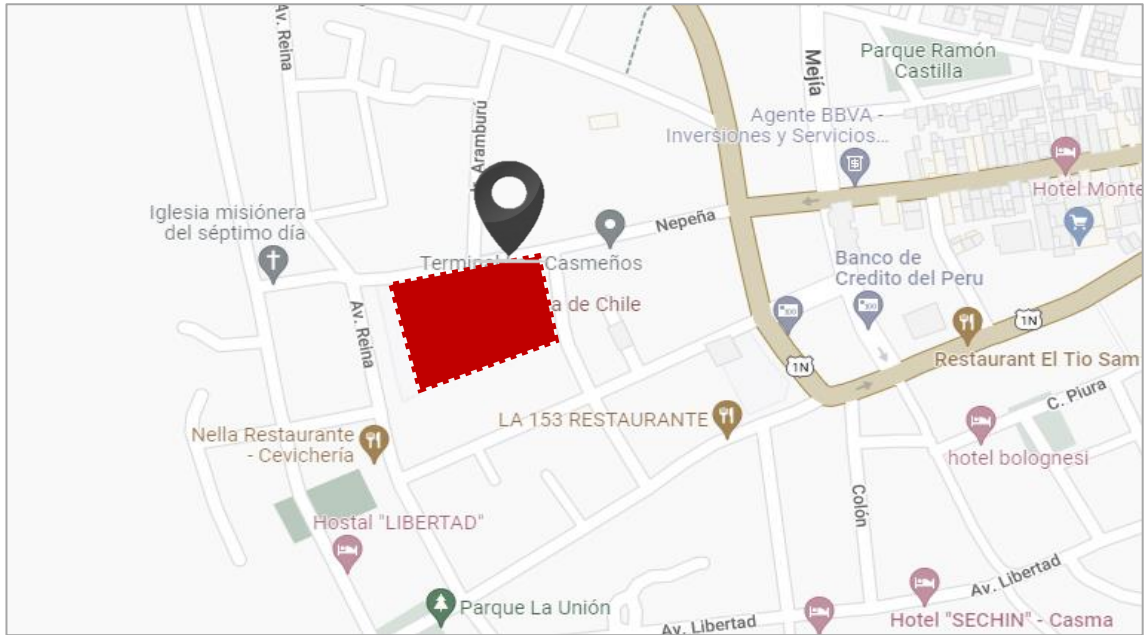 Av. Reina
Mejía
Parque Ramón
Castilla
Aramburú
Agente BBVA -
Inversiones y Servicios...
Hotel Monte
Iglesia misiónera
del séptimo día
Nepeña
Casmeños
Banco de
Credito del Peru
a de Chile
Av. Reina
1N
1N
Restaurant El Tio Sam
C. Piura
LA 153 RESTAURANTE
Nella Restaurante
- Cevichería
hotel bolognesi
Colón
Hostal "LIBERTAD"
Av. Libertad
Parque La Unión
Av. Libertad
Hotel "SECHIN" - Casma